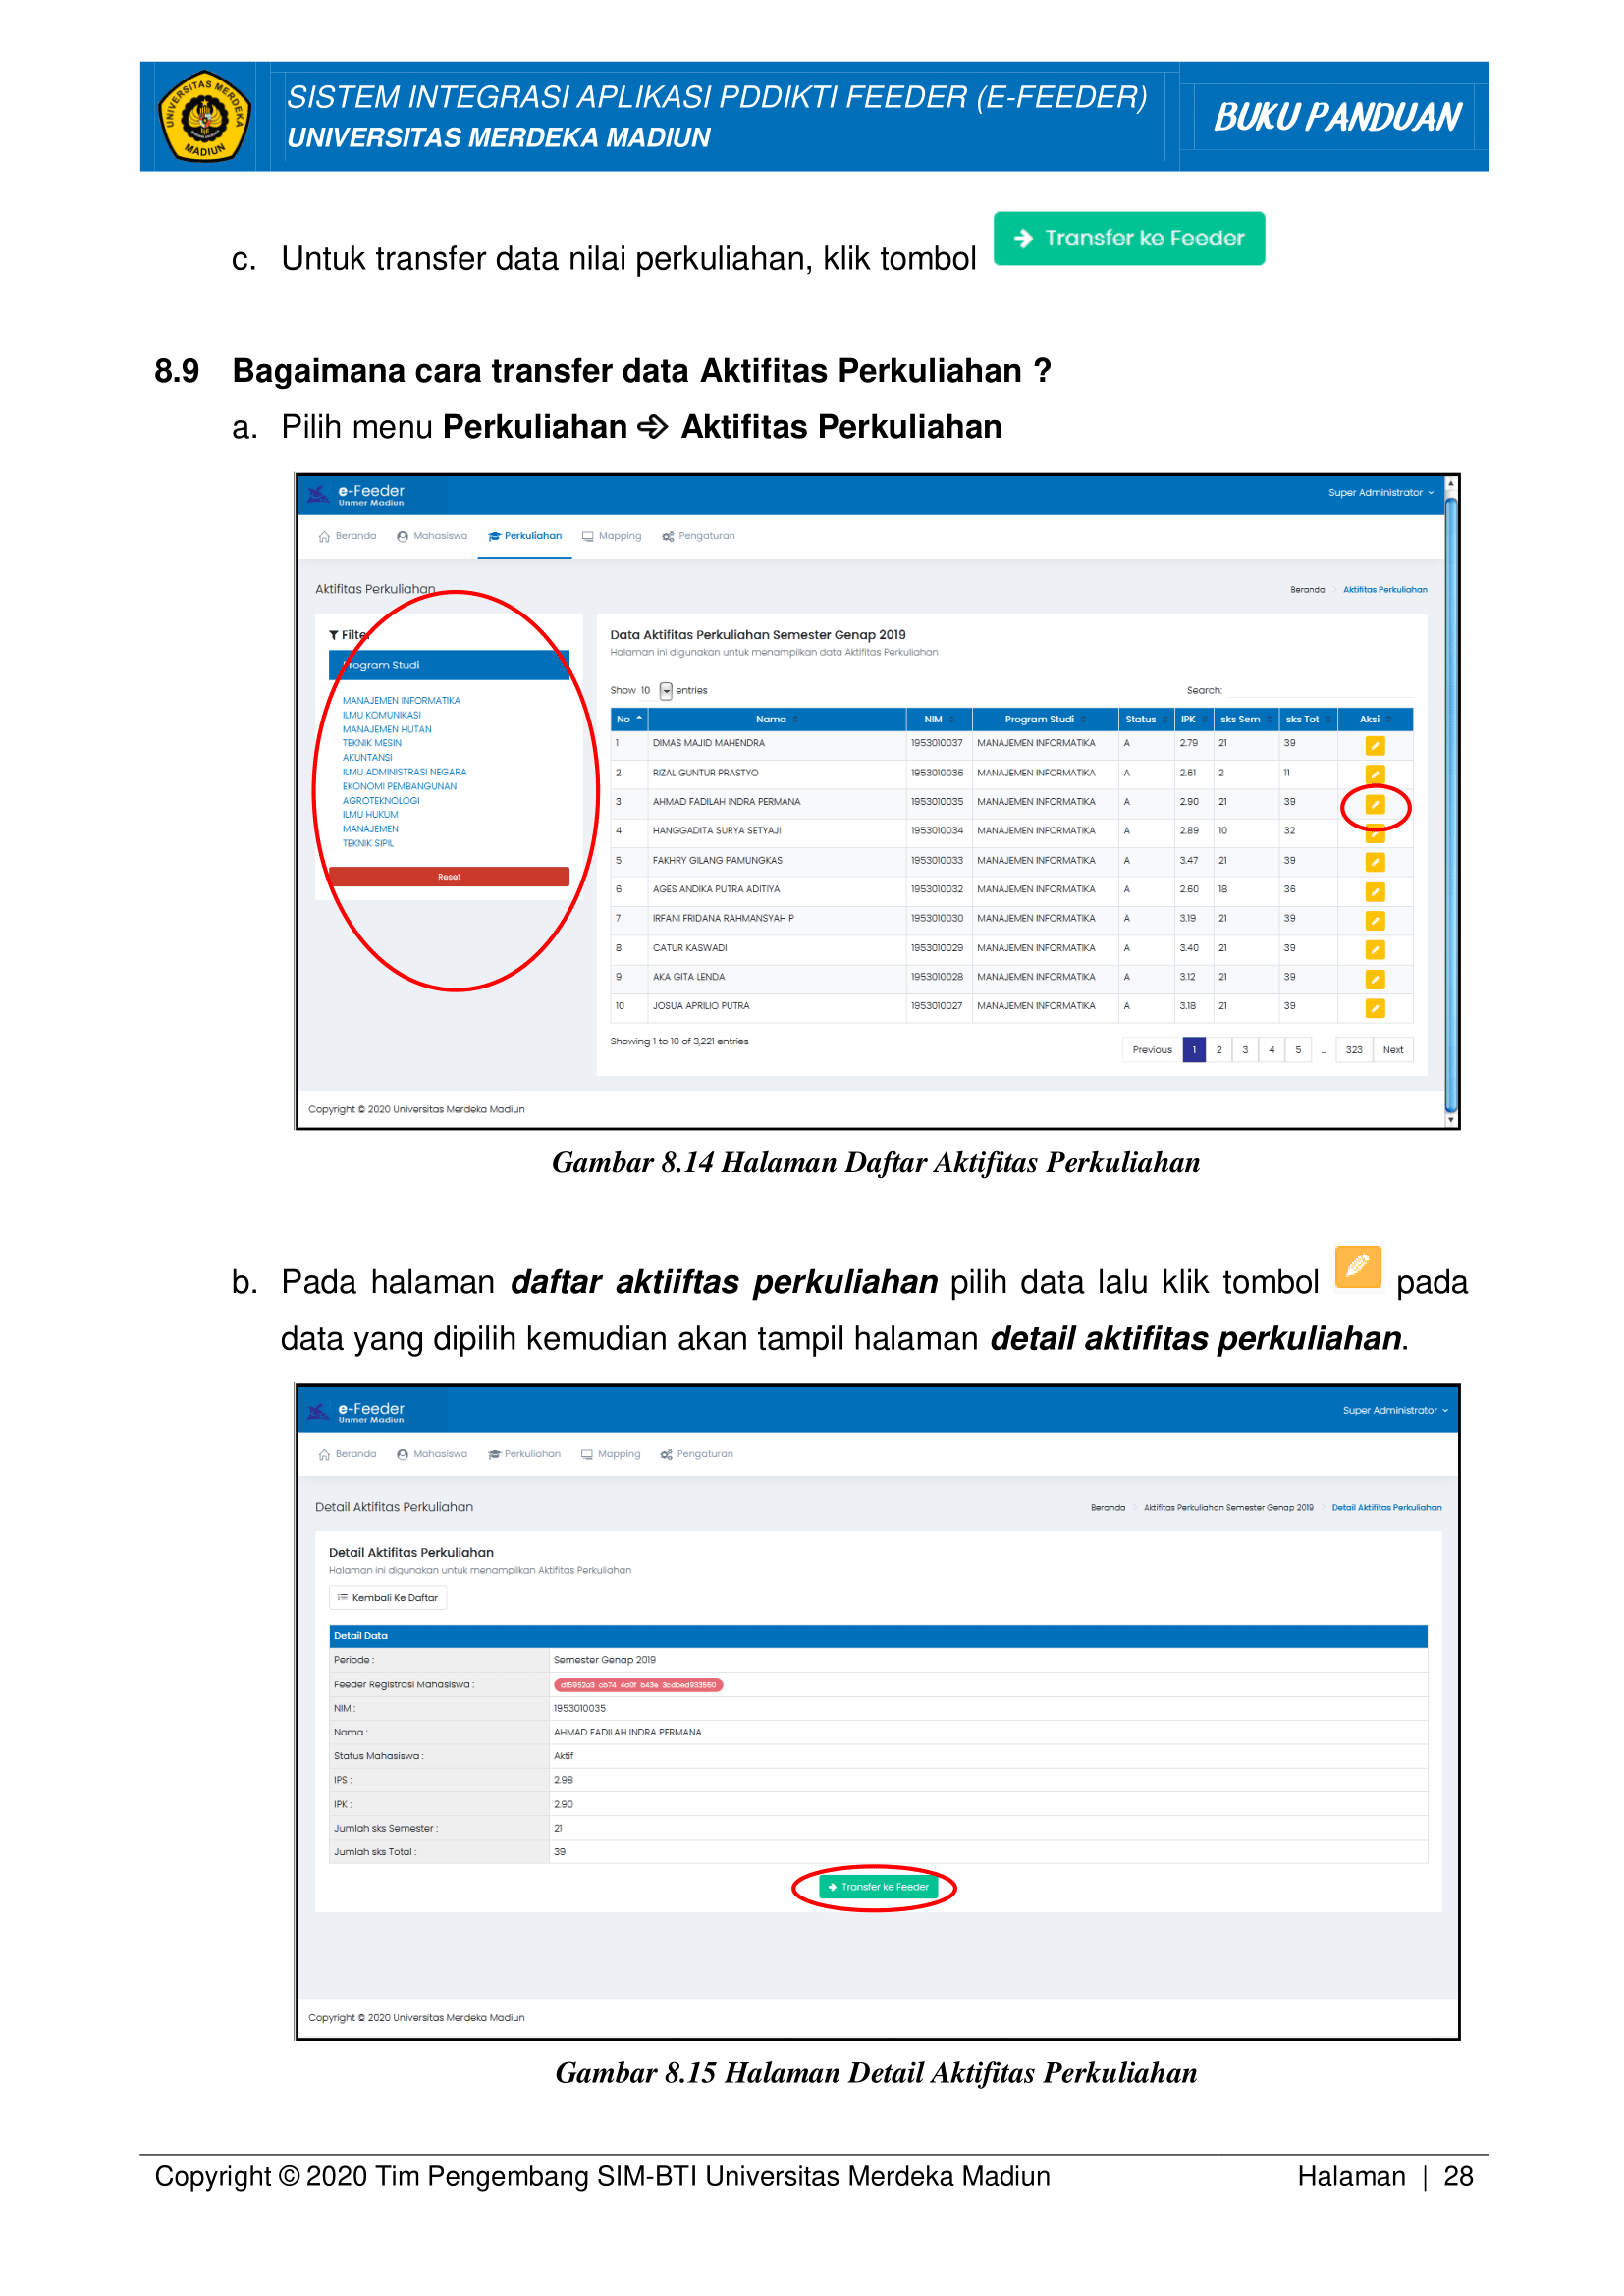 UNIVERSITAS MERDEKA
MADIUN
SISTEM INTEGRASI APLIKASI PDDIKTI FEEDER (E-FEEDER)
UNIVERSITAS MERDEKA MADIUN
BUKU PANDUAN
c. Untuk transfer data nilai perkuliahan, klik tombol → Transfer ke Feeder
8.9 Bagaimana cara transfer data Aktifitas Perkuliahan ?
a. Pilih menu Perkuliahan ➩ Aktifitas Perkuliahan
e-Feeder
Unmer Madiun
Super Administrator
Beranda Mahasiswa Perkuliahan Mapping Pengaturan
Aktifitas Perkuliahan
Beranda > Aktifitas Perkuliahan
Filter
Program Studi
MANAJEMEN INFORMATIKA
ILMU KOMUNIKASI
MANAJEMEN HUTAN
TEKNIK MESIN
AKUNTANSI
ILMU ADMINISTRASI NEGARA
EKONOMI PEMBANGUNAN
AGROTEKNOLOGI
ILMU HUKUM
MANAJEMEN
TEKNIK SIPIL
Reset
Data Aktifitas Perkuliahan Semester Genap 2019
Halaman ini digunakan untuk menampilkan data Aktifitas Perkuliahan
Show 10 entries Search:
No Nama NIM Program Studi Status IPK sks Sem sks Tot Aksi
1 DIMAS MAJID MAHENDRA 1953010037 MANAJEMEN INFORMATIKA A 2.79 21 39
2 RIZAL GUNTUR PRASTYO 1953010036 MANAJEMEN INFORMATIKA A 2.61 2 11
3 AHMAD FADILAH INDRA PERMANA 1953010035 MANAJEMEN INFORMATIKA A 2.90 21 39
4 HANGGADITA SURYA SETYAJI 1953010034 MANAJEMEN INFORMATIKA A 2.89 10 32
5 FAKHRY GILANG PAMUNGKAS 1953010033 MANAJEMEN INFORMATIKA A 3.47 21 39
6 AGES ANDIKA PUTRA ADITIYA 1953010032 MANAJEMEN INFORMATIKA A 2.60 18 36
7 IRFANI FRIDANA RAHMANSYAH P 1953010030 MANAJEMEN INFORMATIKA A 3.19 21 39
8 CATUR KASWADI 1953010029 MANAJEMEN INFORMATIKA A 3.40 21 39
9 AKA GITA LENDA 1953010028 MANAJEMEN INFORMATIKA A 3.12 21 39
10 JOSUA APRILIO PUTRA 1953010027 MANAJEMEN INFORMATIKA A 3.18 21 39
Showing 1 to 10 of 3,221 entries
Previous 1 2 3 4 5 … 323 Next
Copyright © 2020 Universitas Merdeka Madiun
Gambar 8.14 Halaman Daftar Aktifitas Perkuliahan
b. Pada halaman daftar aktiiftas perkuliahan pilih data lalu klik tombol pada
data yang dipilih kemudian akan tampil halaman detail aktifitas perkuliahan.
e-Feeder
Unmer Madiun
Super Administrator
Beranda Mahasiswa Perkuliahan Mapping Pengaturan
Detail Aktifitas Perkuliahan
Beranda > Aktifitas Perkuliahan Semester Genap 2019 > Detail Aktifitas Perkuliahan
Detail Aktifitas Perkuliahan
Halaman ini digunakan untuk menampilkan Aktifitas Perkuliahan
Kembali Ke Daftar
Detail Data
Periode : Semester Genap 2019
Feeder Registrasi Mahasiswa :
NIM : 1953010035
Nama : AHMAD FADILAH INDRA PERMANA
Status Mahasiswa : Aktif
IPS : 2.98
IPK : 2.90
Jumlah sks Semester : 21
Jumlah sks Total : 39
→ Transfer ke Feeder
Copyright © 2020 Universitas Merdeka Madiun
Gambar 8.15 Halaman Detail Aktifitas Perkuliahan
Copyright © 2020 Tim Pengembang SIM-BTI Universitas Merdeka Madiun Halaman | 28